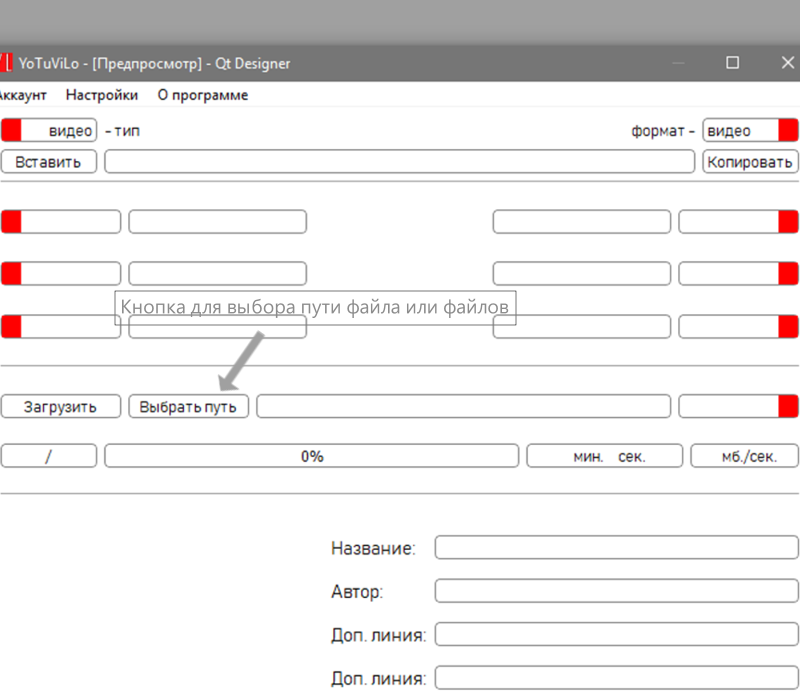 YoTuViLo - [Предпросмотр] - Qt Designer
Аккаунт Настройки О программе
видео - тип формат - видео
Вставить Копировать
Кнопка для выбора пути файла или файлов
Загрузить Выбрать путь
/ 0% мин. сек. мб./сек.
Название:
Автор:
Доп. линия:
Доп. линия: